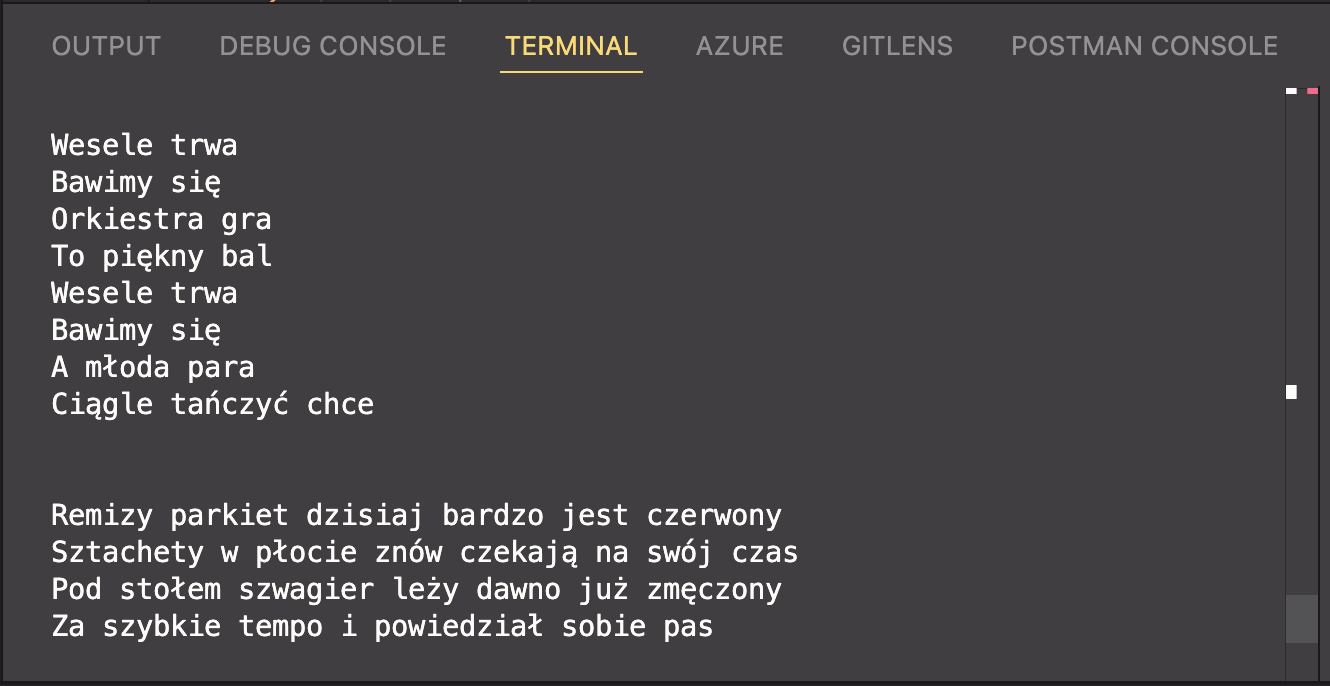 OUTPUT DEBUG CONSOLE TERMINAL AZURE GITLENS POSTMAN CONSOLE
Wesele trwa
Bawimy się
Orkiestra gra
To piękny bal
Wesele trwa
Bawimy się
A młoda para
Ciągle tańczyć chce
Remizy parkiet dzisiaj bardzo jest czerwony
Sztachety w płocie znów czekają na swój czas
Pod stołem szwagier leży dawno już zmęczony
Za szybkie tempo i powiedział sobie pas